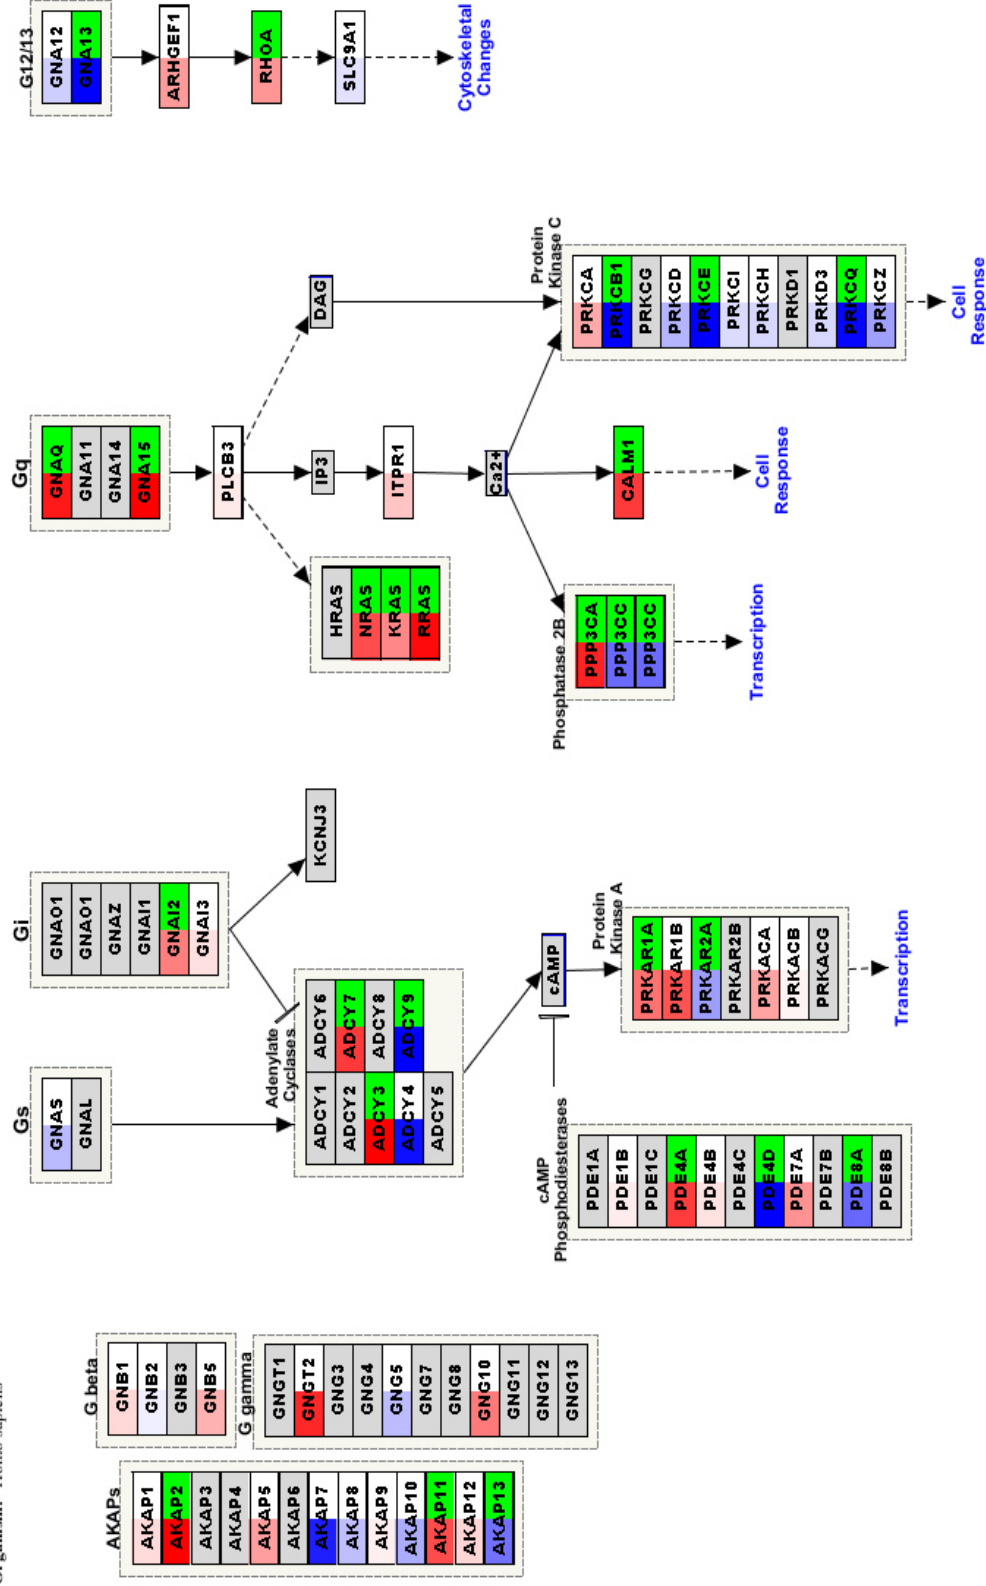 Organism: Homo sapiens
AKAPs
AKAP1
AKAP2
AKAP3
AKAP4
AKAP5
AKAP6
AKAP7
AKAP8
AKAP9
AKAP10
AKAP11
AKAP12
AKAP13
G beta
GNB1
GNB2
GNB3
GNB5
G gamma
GNGT1
GNGT2
GNG3
GNG4
GNG5
GNG7
GNG8
GNG10
GNG11
GNG12
GNG13
Gs
GNAS
GNAL
Gi
GNAO1
GNAO1
GNAZ
GNAI1
GNAI2
GNAI3
KCNJ3
Adenylate
Cyclases
ADCY1
ADCY2
ADCY3
ADCY4
ADCY5
ADCY6
ADCY7
ADCY8
ADCY9
cAMP
cAMP
Phosphodiesterases
PDE1A
PDE1B
PDE1C
PDE4A
PDE4B
PDE4C
PDE4D
PDE7A
PDE7B
PDE8A
PDE8B
Protein
Kinase A
PRKAR1A
PRKAR1B
PRKAR2A
PRKAR2B
PRKACA
PRKACB
PRKACG
Transcription
Gq
GNAQ
GNA11
GNA14
GNA15
PLCB3
HRAS
NRAS
KRAS
RRAS
IP3
DAG
ITPR1
Ca2+
Phosphatase 2B
PPP3CA
PPP3CC
PPP3CC
Transcription
CALM1
Cell
Response
Protein
Kinase C
PRKCA
PRKCB1
PRKCG
PRKCD
PRKCE
PRKCI
PRKCH
PRKD1
PRKD3
PRKCQ
PRKCZ
Cell
Response
G12/13
GNA12
GNA13
ARHGEF1
RHOA
SLC9A1
Cytoskeletal
Changes